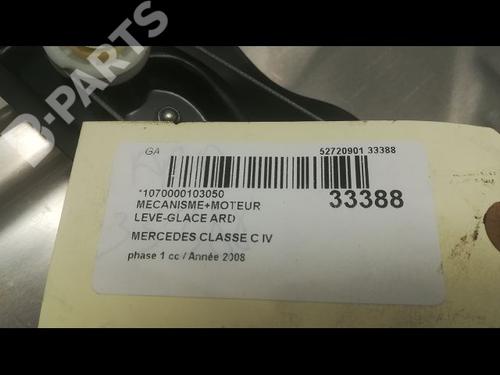 B-PARTS
GA
52720901 33388
*1070000103050
33388
MECANISME+MOTEUR
LEVE-GLACE ARD
MERCEDES CLASSE C IV
phase 1 cc / Année 2008